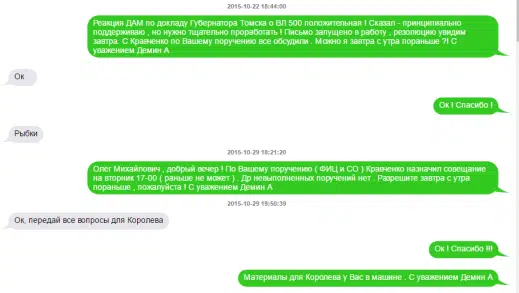 2015-10-22 18:44:00
Реакция ДАМ по докладу Губернатора Томска о ВЛ 500 положительная ! Сказал - принципиально
поддерживаю , но нужно тщательно проработать ! Письмо запущено в работу , резолюцию увидим
завтра. С Кравченко по Вашему поручению все обсудили . Можно я завтра с утра пораньше ?! С
уважением Демин А .
Ок
Ок ! Спасибо !
Рыбки
2015-10-29 18:21:20
Олег Михайлович , добрый вечер ! По Вашему поручению ( ФИЦ и СО ) Кравченко назначил совещание
на вторник 17-00 ( раньше не может ) . Др невыполненных поручений нет . Разрешите завтра с утра
пораньше , пожалуйста ! С уважением Демин А
2015-10-29 19:50:39
Ок, передай все вопросы для Королева
Ок ! Спасибо !!!
Материалы для Королева у Вас в машине . С уважением Демин А .